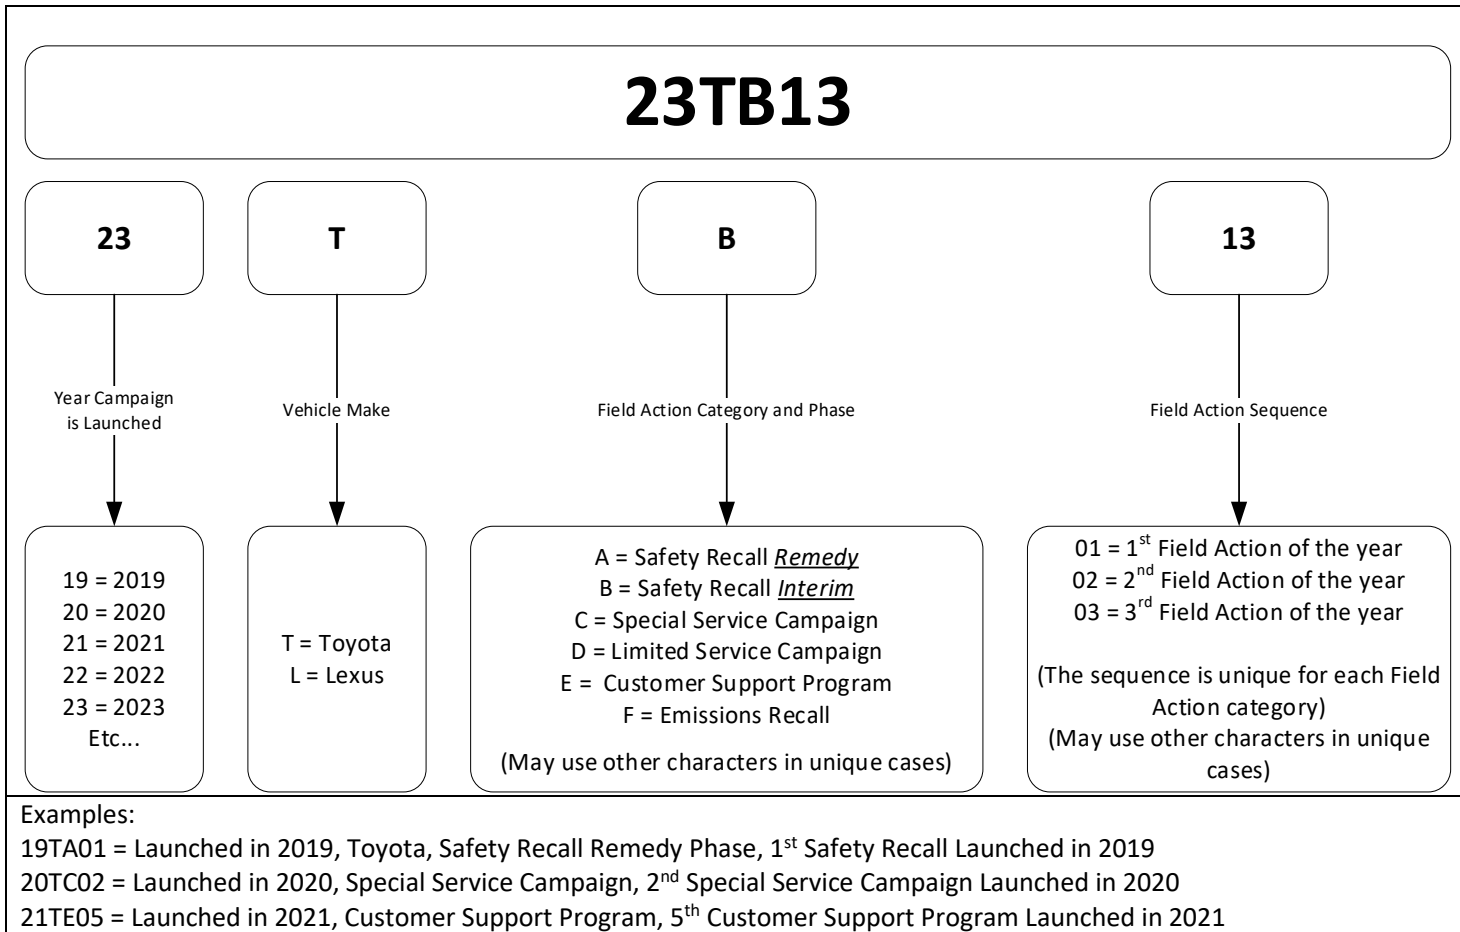 23TB13
23
T
B
13
Year Campaign
is Launched
Vehicle Make
Field Action Category and Phase
Field Action Sequence
19 = 2019
20 = 2020
21 = 2021
22 = 2022
23 = 2023
Etc...
T = Toyota
L = Lexus
A = Safety Recall Remedy
B = Safety Recall Interim
C = Special Service Campaign
D = Limited Service Campaign
E = Customer Support Program
F = Emissions Recall
(May use other characters in unique cases)
01 = 1st Field Action of the year
02 = 2nd Field Action of the year
03 = 3rd Field Action of the year
(The sequence is unique for each Field
Action category)
(May use other characters in unique
cases)
Examples:
19TA01 = Launched in 2019, Toyota, Safety Recall Remedy Phase, 1st Safety Recall Launched in 2019
20TC02 = Launched in 2020, Special Service Campaign, 2nd Special Service Campaign Launched in 2020
21TE05 = Launched in 2021, Customer Support Program, 5th Customer Support Program Launched in 2021